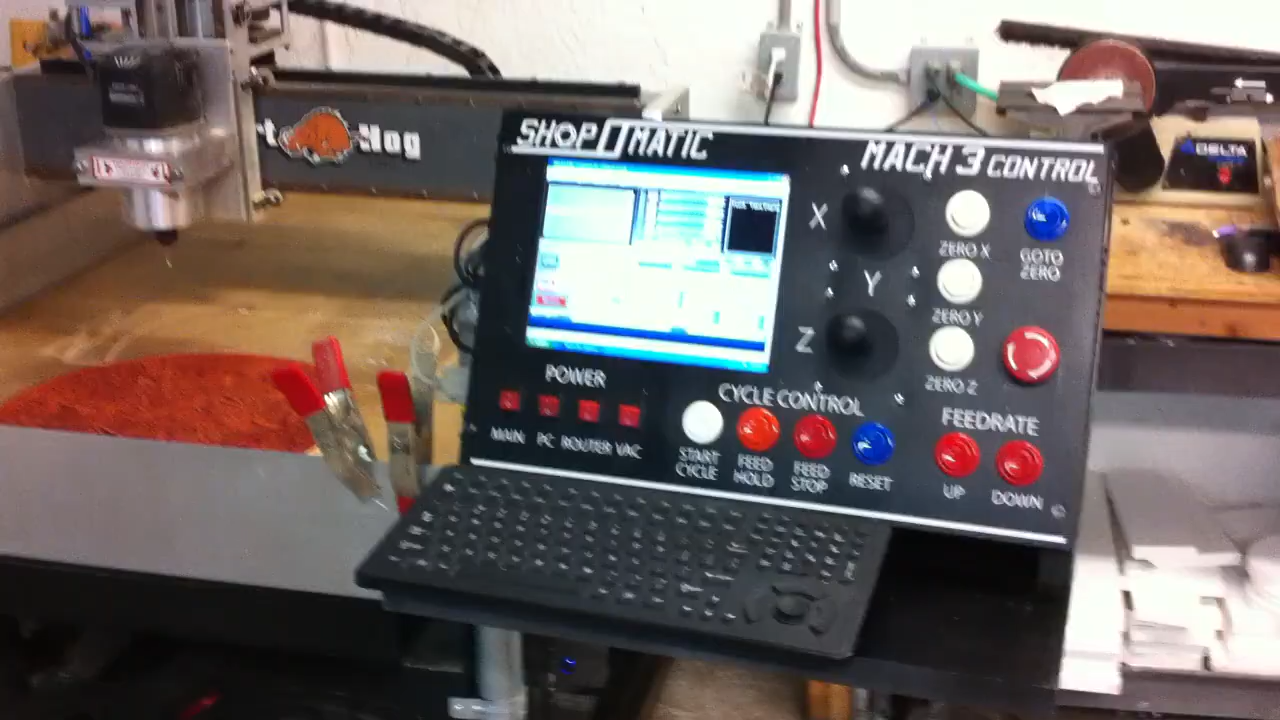 t Hog
SHOP O MATIC
MACH 3 CONTROL
X
Y
Z
ZERO X
ZERO Y
ZERO Z
GOTO
ZERO
POWER
MAIN PC ROUTER VAC
CYCLE CONTROL
START
CYCLE
FEED
HOLD
FEED
STOP
RESET
FEEDRATE
UP
DOWN
DELTA